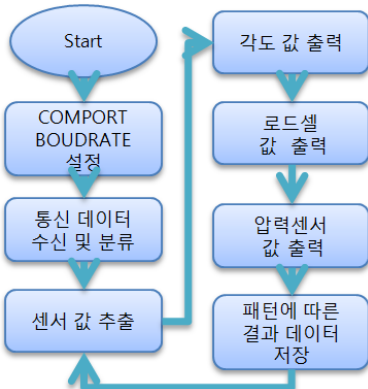 Start
COMPORT
BOUDRATE
설정
통신 데이터
수신 및 분류
센서 값 추출
각도 값 출력
로드셀
값 출력
압력센서
값 출력
패턴에 따른
결과 데이터
저장